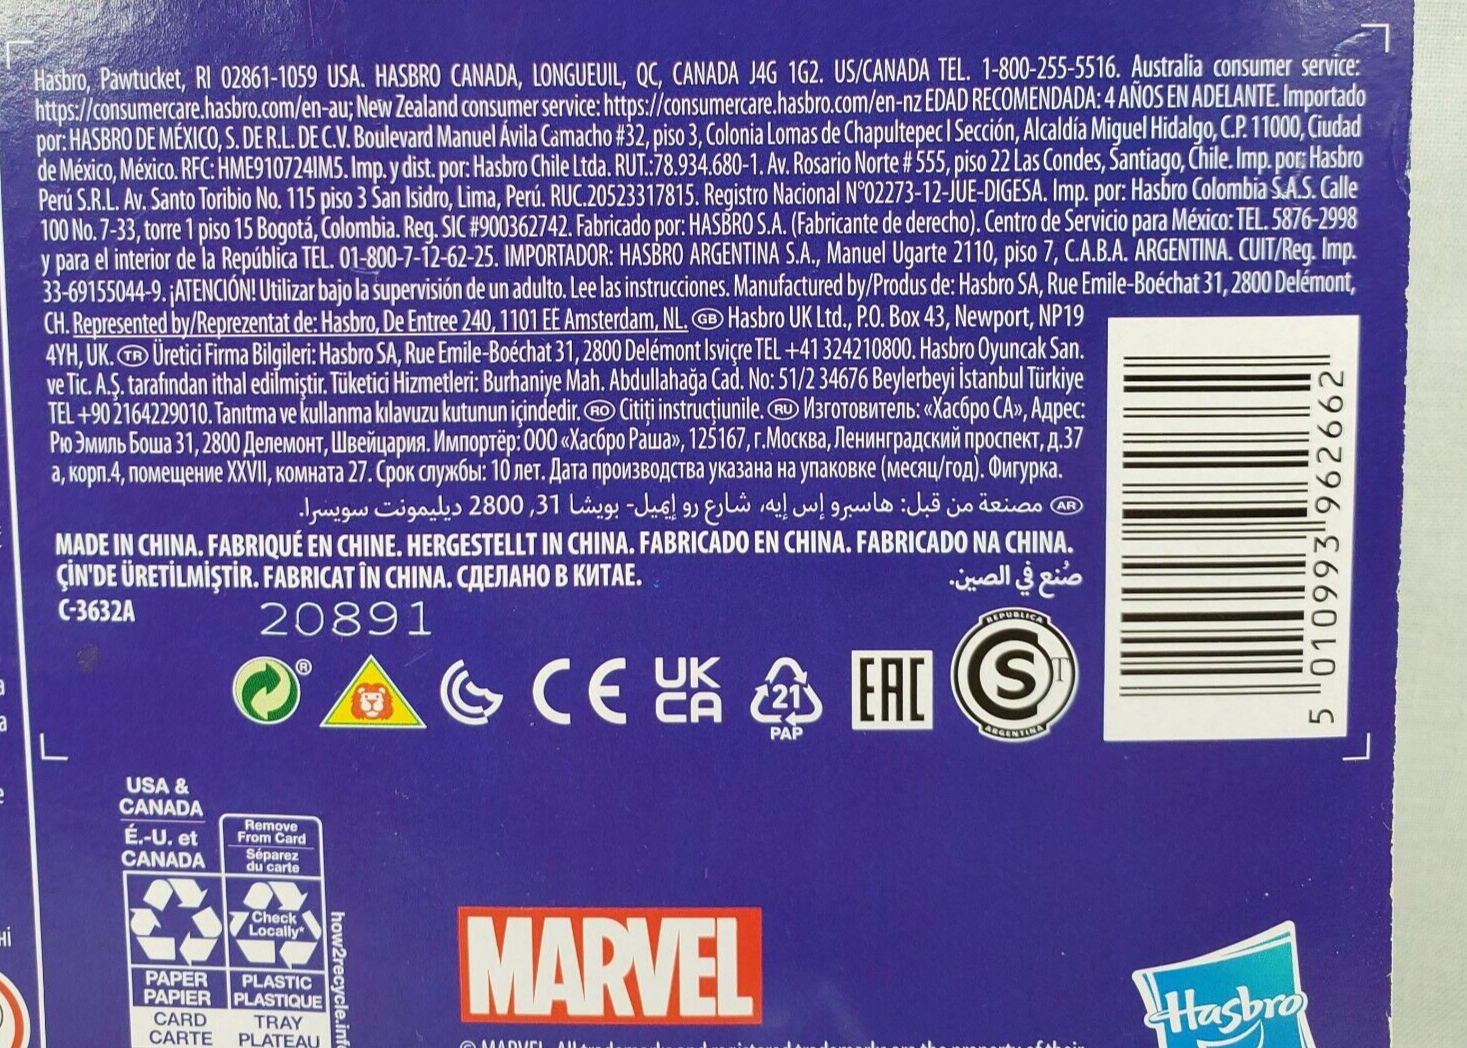 Hasbro, Pawtucket, RI 02861-1059 USA. HASBRO CANADA, LONGUEUIL, QC, CANADA J4G 1G2. US/CANADA TEL. 1-800-255-5516. Australia consumer service:
https://consumercare.hasbro.com/en-au; New Zealand consumer service: https://consumercare.hasbro.com/en-nz EDAD RECOMENDADA: 4 AÑOS EN ADELANTE. Importado
por: HASBRO DE MÉXICO, S. DE R.L. DE C.V. Boulevard Manuel Ávila Camacho #32, piso 3, Colonia Lomas de Chapultepec I Sección, Alcaldía Miguel Hidalgo, C.P. 11000, Ciudad
de México, México. RFC: HME910724IM5. Imp. y dist. por: Hasbro Chile Ltda. RUT.:78.934.680-1. Av. Rosario Norte # 555, piso 22 Las Condes, Santiago, Chile. Imp. por: Hasbro
Perú S.R.L. Av. Santo Toribio No. 115 piso 3 San Isidro, Lima, Perú. RUC.20523317815. Registro Nacional N°02273-12-JUE-DIGESA. Imp. por: Hasbro Colombia S.A.S. Calle
100 No. 7-33, torre 1 piso 15 Bogotá, Colombia. Reg. SIC #900362742. Fabricado por: HASBRO S.A. (Fabricante de derecho). Centro de Servicio para México: TEL. 5876-2998
y para el interior de la República TEL. 01-800-7-12-62-25. IMPORTADOR: HASBRO ARGENTINA S.A., Manuel Ugarte 2110, piso 7, C.A.B.A. ARGENTINA. CUIT/Reg. Imp.
33-69155044-9. ¡ATENCIÓN! Utilizar bajo la supervisión de un adulto. Lee las instrucciones. Manufactured by/Produs de: Hasbro SA, Rue Emile-Boéchat 31, 2800 Delémont,
CH. Represented by/Reprezentat de: Hasbro, De Entree 240, 1101 EE Amsterdam, NL. GB Hasbro UK Ltd., P.O. Box 43, Newport, NP19
4YH, UK. TR Üretici Firma Bilgileri: Hasbro SA, Rue Emile-Boéchat 31, 2800 Delémont Isviçre TEL +41 324210800. Hasbro Oyuncak San.
ve Tic. A.Ş. tarafından ithal edilmiştir. Tüketici Hizmetleri: Burhaniye Mah. Abdullahağa Cad. No: 51/2 34676 Beylerbeyi İstanbul Türkiye
TEL +90 2164229010. Tanıtma ve kullanma kılavuzu kutunun içindedir. RO Citiți instrucțiunile. RU Изготовитель: «Хасбро СА», Адрес:
Рю Эмиль Боша 31, 2800 Делемонт, Швейцария. Импортёр: ООО «Хасбро Раша», 125167, г.Москва, Ленинградский проспект, д.37
а, корп.4, помещение XXVII, комната 27. Срок службы: 10 лет. Дата производства указана на упаковке (месяц/год). Фигурка.
AR مصنعة من قبل: هاسبرو إس إيه، شارع رو إميل- بويشا 31, 2800 ديليمونت سويسرا.
MADE IN CHINA. FABRIQUÉ EN CHINE. HERGESTELLT IN CHINA. FABRICADO EN CHINA. FABRICADO NA CHINA.
ÇİN'DE ÜRETİLMİŞTİR. FABRICAT ÎN CHINA. СДЕЛАНО В КИТАЕ. صُنع في الصين.
C-3632A
20891
5 010993 962662
® CE UK
CA
21
PAP
EAC
REPUBLICA
S T
ARGENTINA
USA &
CANADA
É.-U. et
CANADA
Remove
From Card
Séparez
du carte
Check
Locally*
PAPER
PAPIER
CARD
CARTE
PLASTIC
PLASTIQUE
TRAY
PLATEAU
how2recycle.info
MARVEL
Hasbro